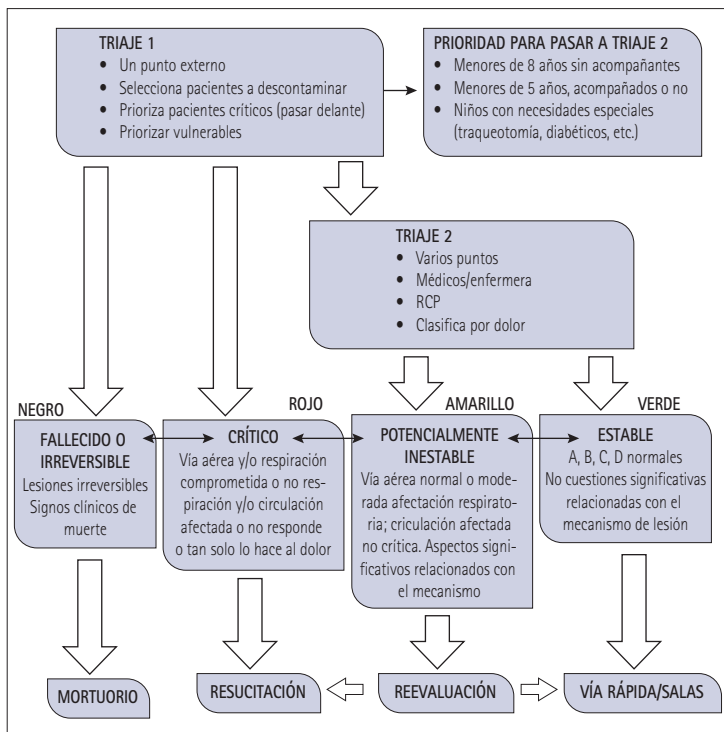 TRIAJE 1
• Un punto externo
• Selecciona pacientes a descontaminar
• Prioriza pacientes críticos (pasar delante)
• Priorizar vulnerables
PRIORIDAD PARA PASAR A TRIAJE 2
• Menores de 8 años sin acompañantes
• Menores de 5 años, acompañados o no
• Niños con necesidades especiales
(traqueotomía, diabéticos, etc.)
TRIAJE 2
• Varios puntos
• Médicos/enfermera
• RCP
• Clasifica por dolor
NEGRO
FALLECIDO O
IRREVERSIBLE
Lesiones irreversibles
Signos clínicos de
muerte
ROJO
CRÍTICO
Vía aérea y/o respiración
comprometida o no res-
piración y/o circulación
afectada o no responde
o tan solo lo hace al dolor
AMARILLO
POTENCIALMENTE
INESTABLE
Vía aérea normal o mode-
rada afectación respirato-
ria; criculación afectada
no crítica. Aspectos signi-
ficativos relacionados con
el mecanismo
VERDE
ESTABLE
A, B, C, D normales
No cuestiones significativas
relacionadas con el
mecanismo de lesión
MORTUORIO
RESUCITACIÓN
REEVALUACIÓN
VÍA RÁPIDA/SALAS